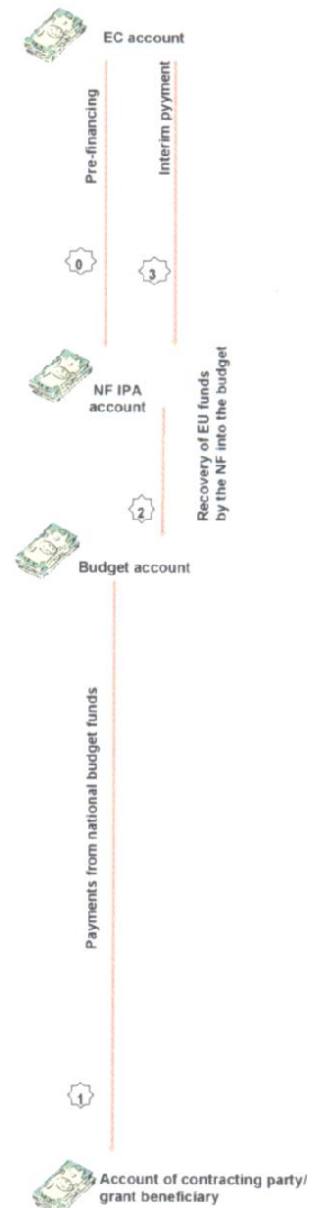 EC account
Pre-financing
Interim pyyment
0
3
NF IPA
account
Recovery of EU funds
by the NF into the budget
2
Budget account
Payments from national budget funds
1
Account of contracting party/
grant beneficiary